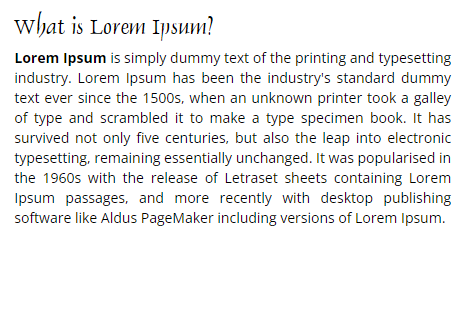 What is Lorem Ipsum?
Lorem Ipsum is simply dummy text of the printing and typesetting
industry. Lorem Ipsum has been the industry's standard dummy
text ever since the 1500s, when an unknown printer took a galley
of type and scrambled it to make a type specimen book. It has
survived not only five centuries, but also the leap into electronic
typesetting, remaining essentially unchanged. It was popularised in
the 1960s with the release of Letraset sheets containing Lorem
Ipsum passages, and more recently with desktop publishing
software like Aldus PageMaker including versions of Lorem Ipsum.